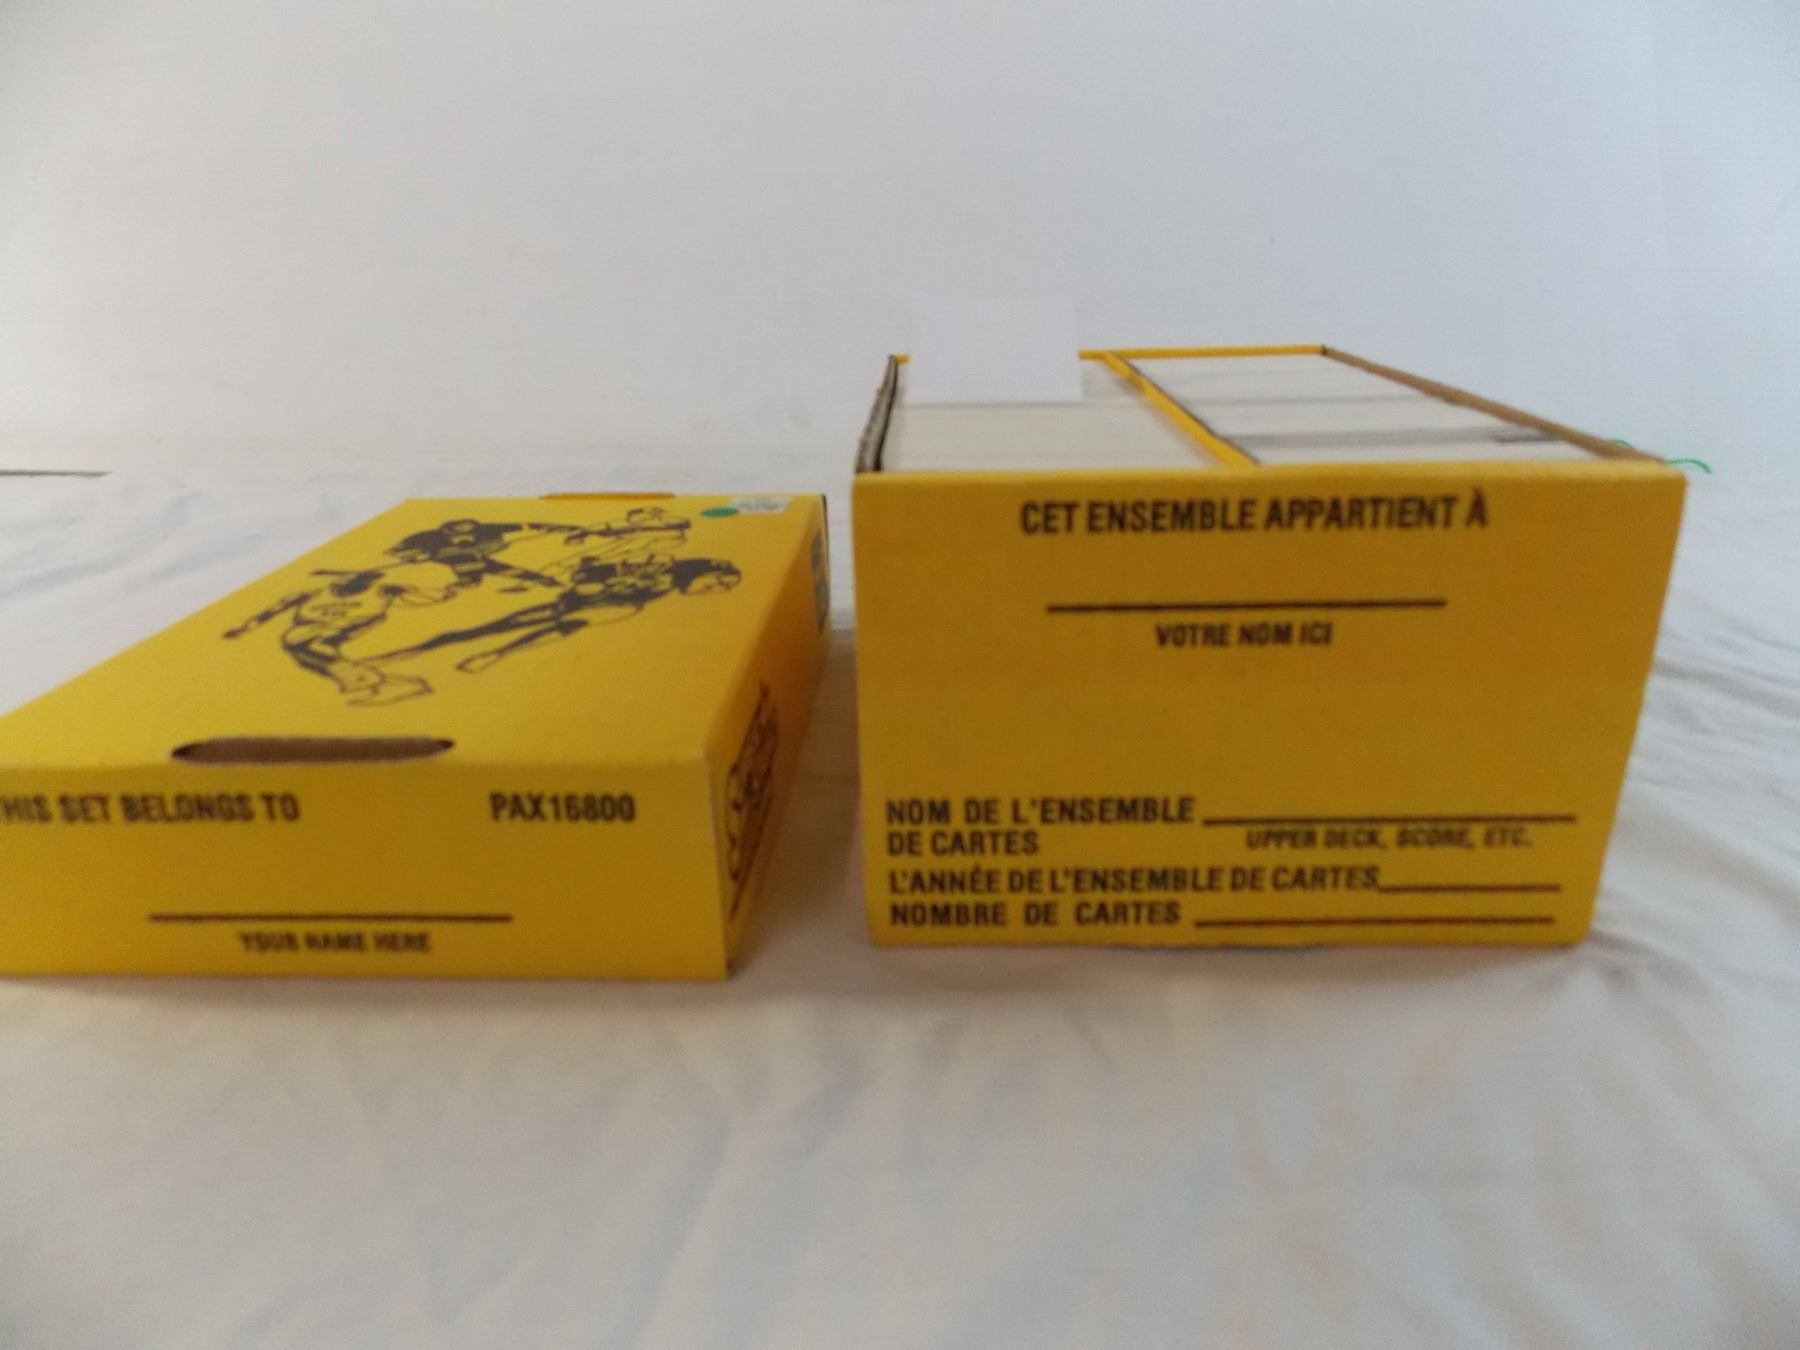 THIS SET BELONGS TO
PAX16800
YOUR NAME HERE
CET ENSEMBLE APPARTIENT À
VOTRE NOM ICI
NOM DE L'ENSEMBLE
DE CARTES
UPPER DECK, SCORE, ETC.
L'ANNÉE DE L'ENSEMBLE DE CARTES
NOMBRE DE CARTES